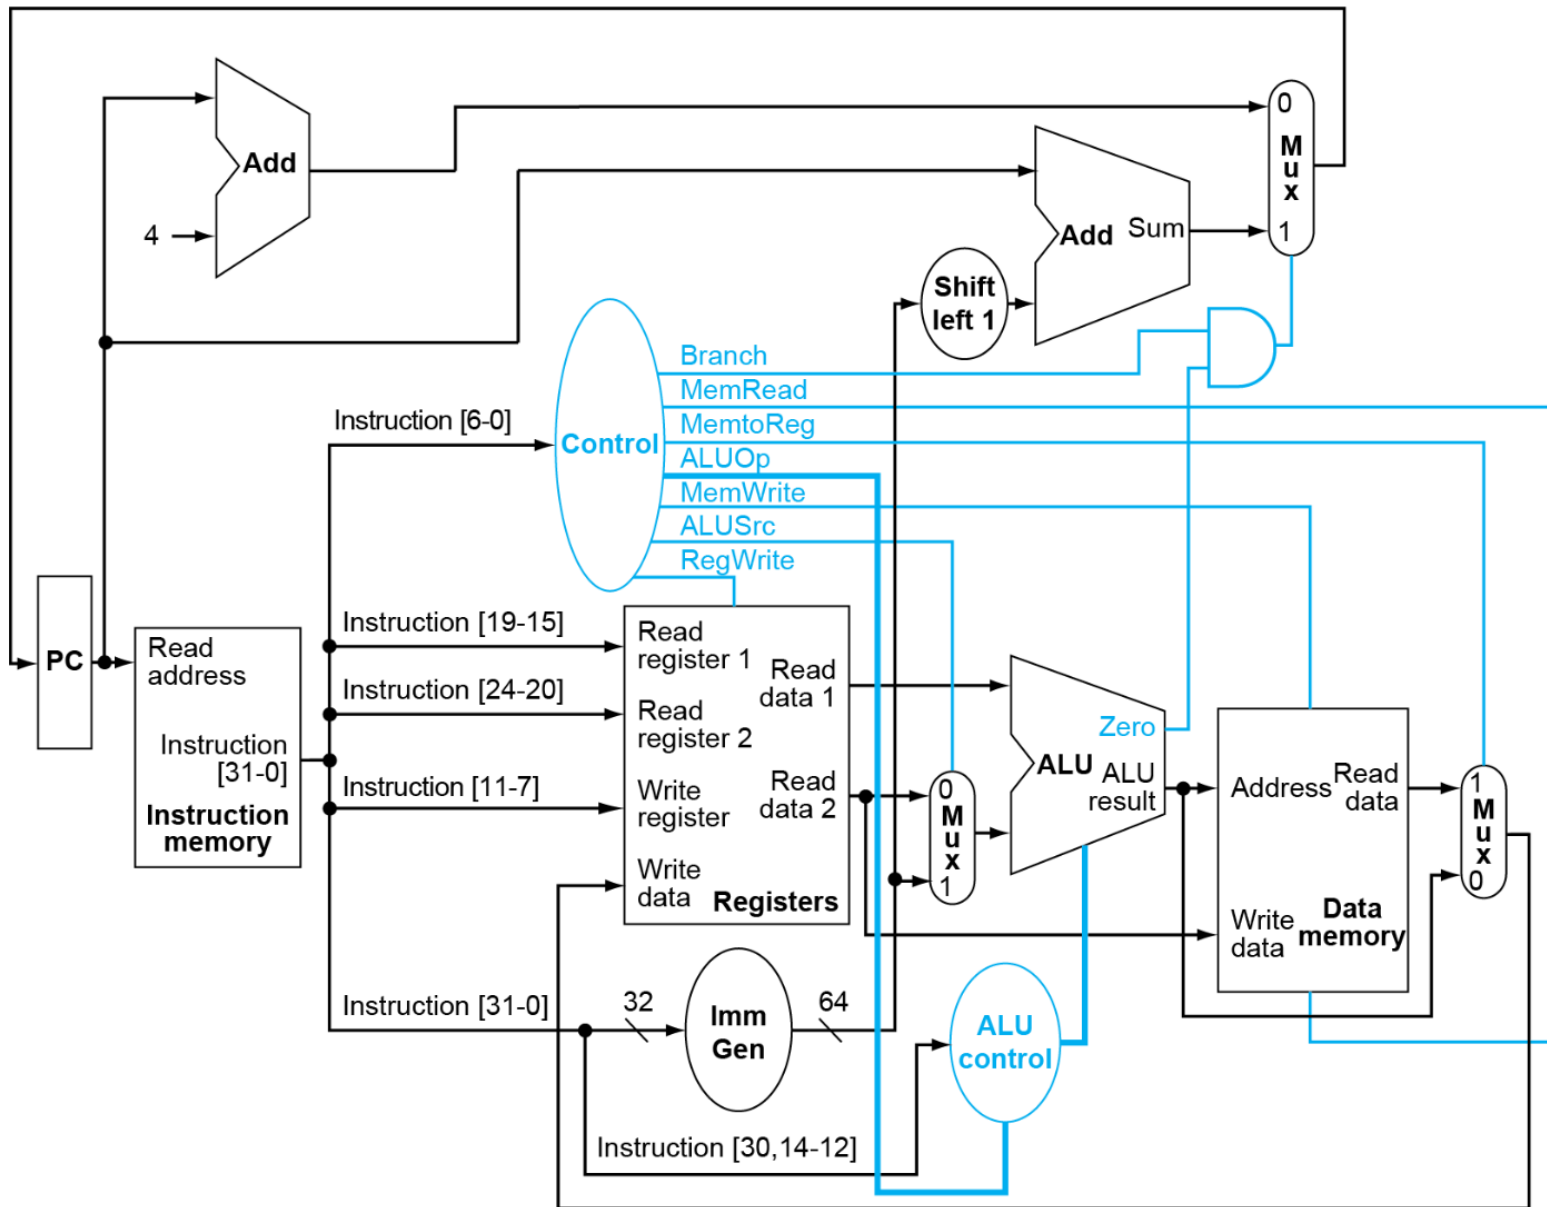 0
M
u
x
1
Add
4
Add
Sum
Shift
left 1
Branch
MemRead
MemtoReg
ALUOp
MemWrite
ALUSrc
RegWrite
Control
Instruction [6-0]
Instruction [19-15]
Instruction [24-20]
Instruction [11-7]
Instruction [31-0]
PC
Read
address
Instruction
[31-0]
Instruction
memory
Read
register 1
Read
register 2
Write
register
Write
data
Read
data 1
Read
data 2
Registers
0
M
u
x
1
Zero
ALU
ALU
result
Address
Read
data
Write
data
Data
memory
1
M
u
x
0
32
Imm
Gen
64
ALU
control
Instruction [30,14-12]